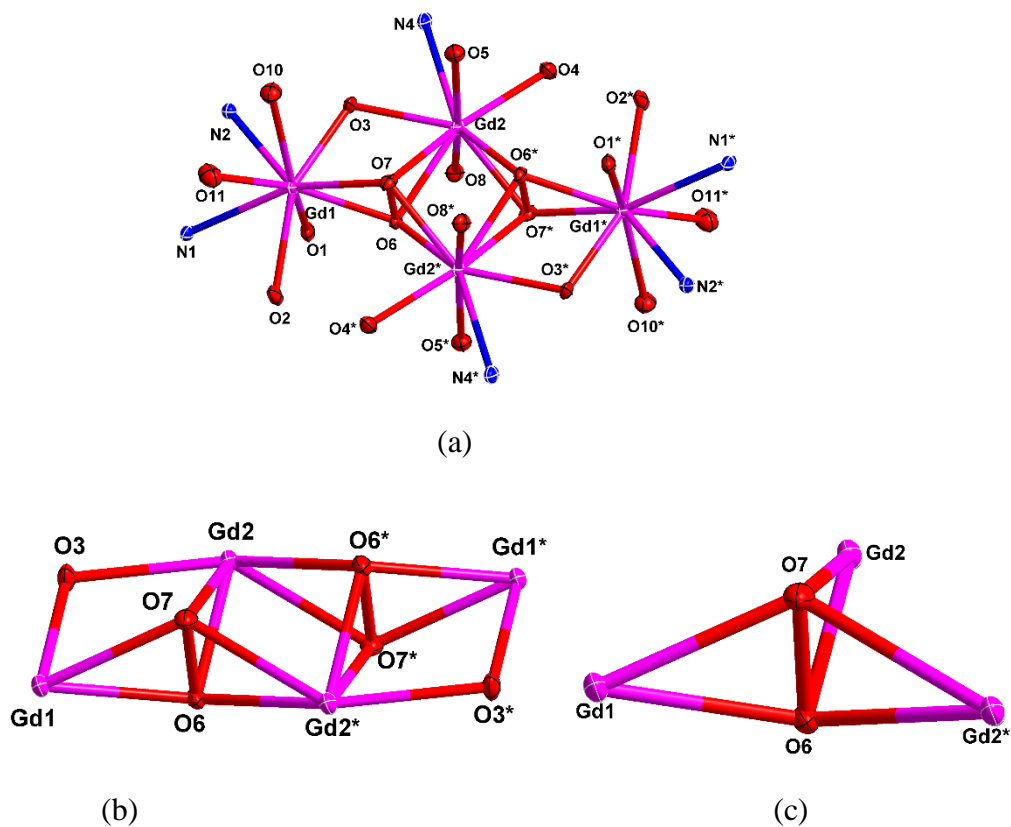 (a)
N4
O5
O4
O10
O2*
N2
O3
Gd2
O1*
N1*
O7
O6*
O11
O8
O11*
Gd1
O8*
O7*
Gd1*
N1
O1
O6
Gd2*
O3*
N2*
O2
O4*
O10*
O5*
N4*
(a)
Gd2
O6*
O3
Gd1*
O7
O7*
Gd1
O6
Gd2*
O3*
Gd2
O7
Gd1
O6
Gd2*
(b)
(c)